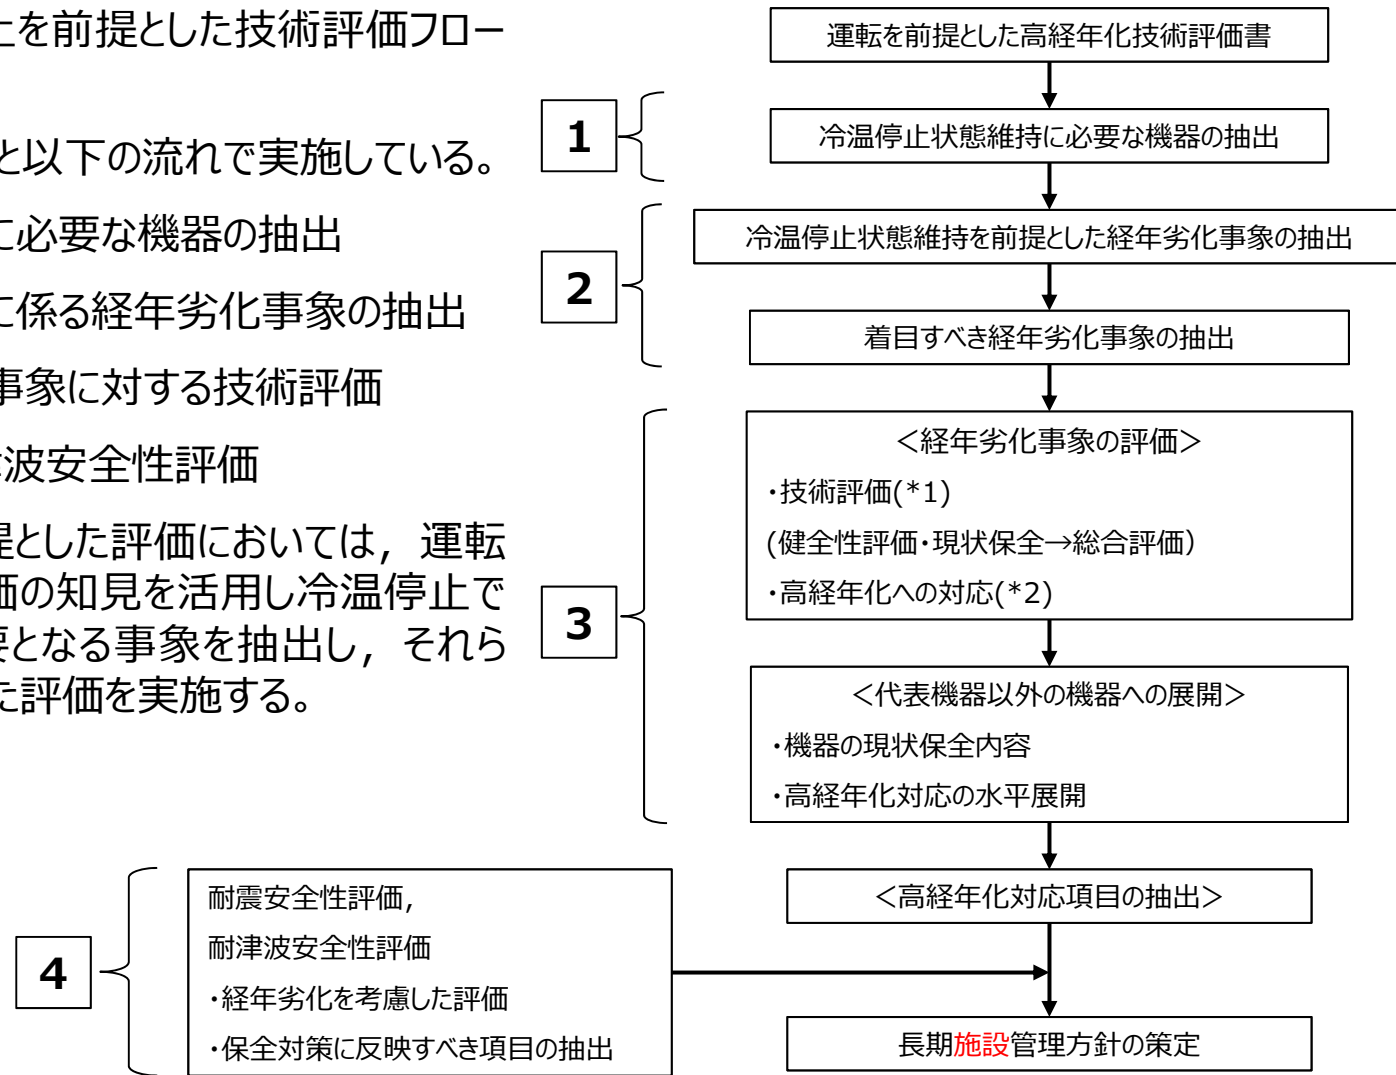 止を前提とした技術評価フロー
と以下の流れで実施している。
に必要な機器の抽出
に係る経年劣化事象の抽出
事象に対する技術評価
波安全性評価
提とした評価においては，運転
価の知見を活用し冷温停止で
要となる事象を抽出し，それら
た評価を実施する。
運転を前提とした高経年化技術評価書
1
冷温停止状態維持に必要な機器の抽出
2
冷温停止状態維持を前提とした経年劣化事象の抽出
着目すべき経年劣化事象の抽出
3
＜経年劣化事象の評価＞
・技術評価(*1)
(健全性評価・現状保全→総合評価）
・高経年化への対応(*2)
＜代表機器以外の機器への展開＞
・機器の現状保全内容
・高経年化対応の水平展開
＜高経年化対応項目の抽出＞
4
耐震安全性評価，
耐津波安全性評価
・経年劣化を考慮した評価
・保全対策に反映すべき項目の抽出
長期施設管理方針の策定